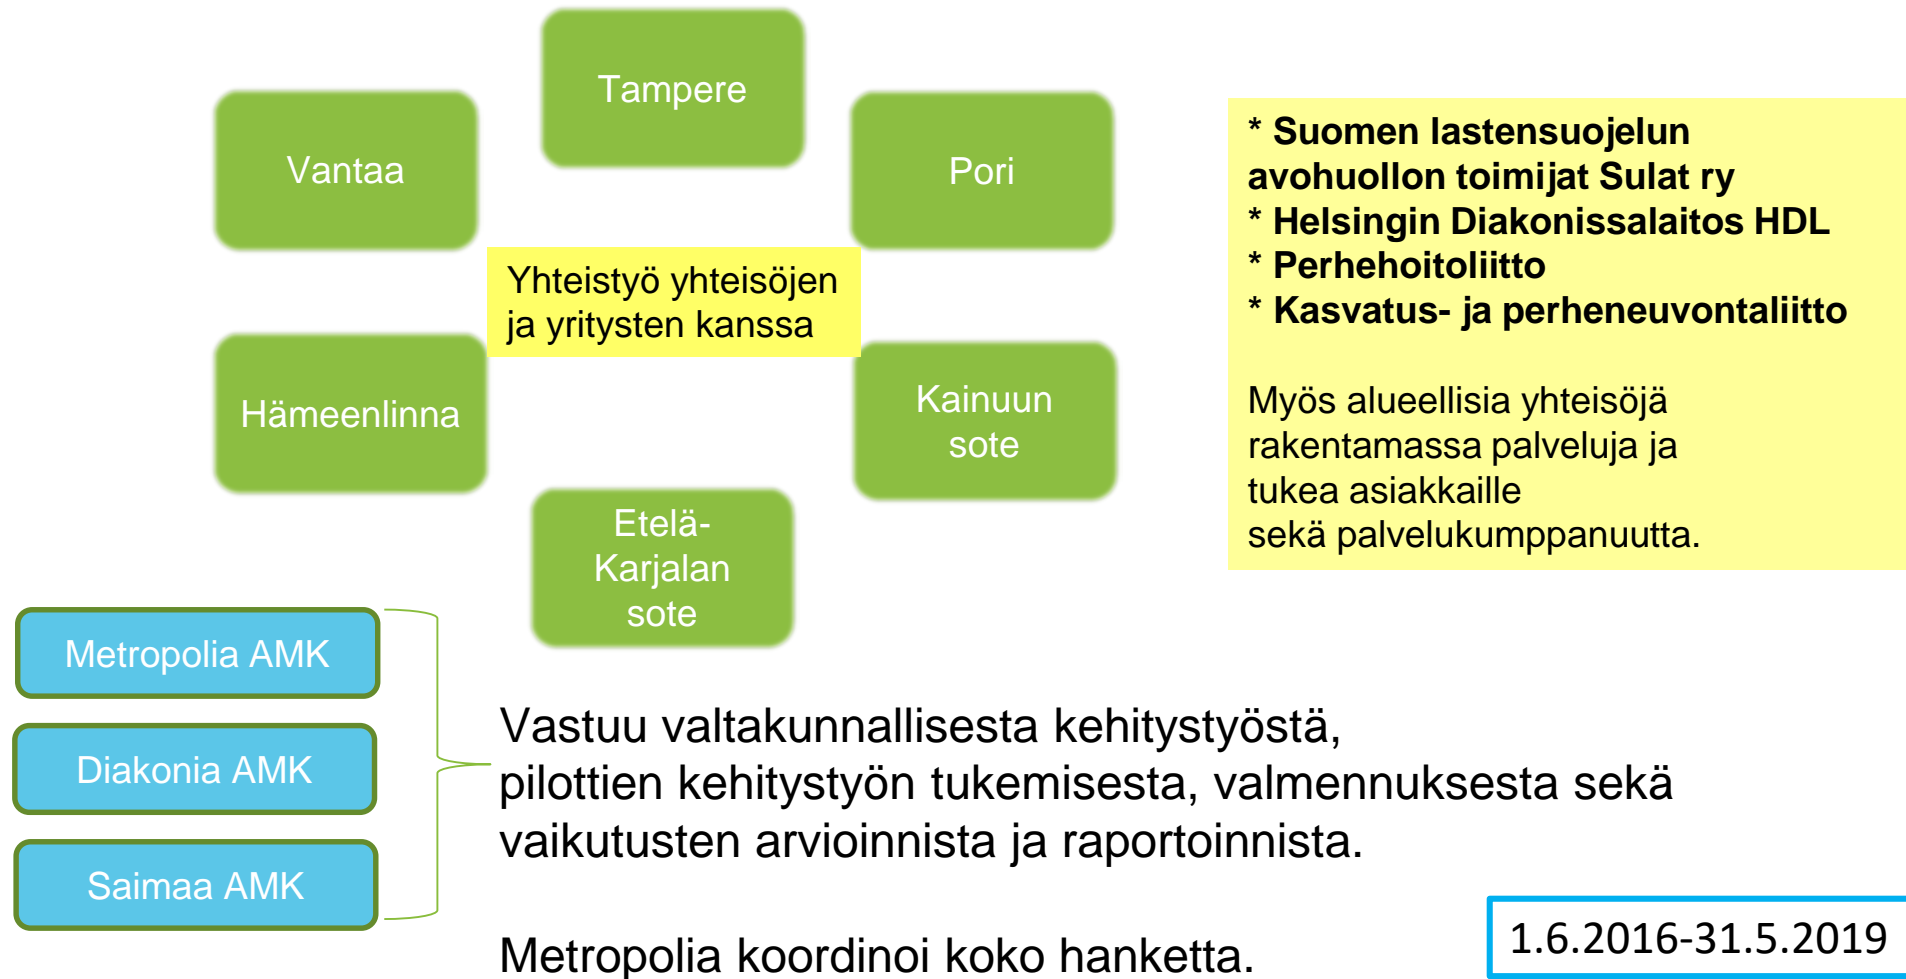 Tampere
Vantaa
Pori
Yhteistyö yhteisöjen
ja yritysten kanssa
Hämeenlinna
Kainuun
sote
Etelä-
Karjalan
sote
* Suomen lastensuojelun
avohuollon toimijat Sulat ry
* Helsingin Diakonissalaitos HDL
* Perhehoitoliitto
* Kasvatus- ja perheneuvontaliitto
Myös alueellisia yhteisöjä
rakentamassa palveluja ja
tukea asiakkaille
sekä palvelukumppanuutta.
Metropolia AMK
Diakonia AMK
Saimaa AMK
Vastuu valtakunnallisesta kehitystyöstä,
pilottien kehitystyön tukemisesta, valmennuksesta sekä
vaikutusten arvioinnista ja raportoinnista.
Metropolia koordinoi koko hanketta.
1.6.2016-31.5.2019